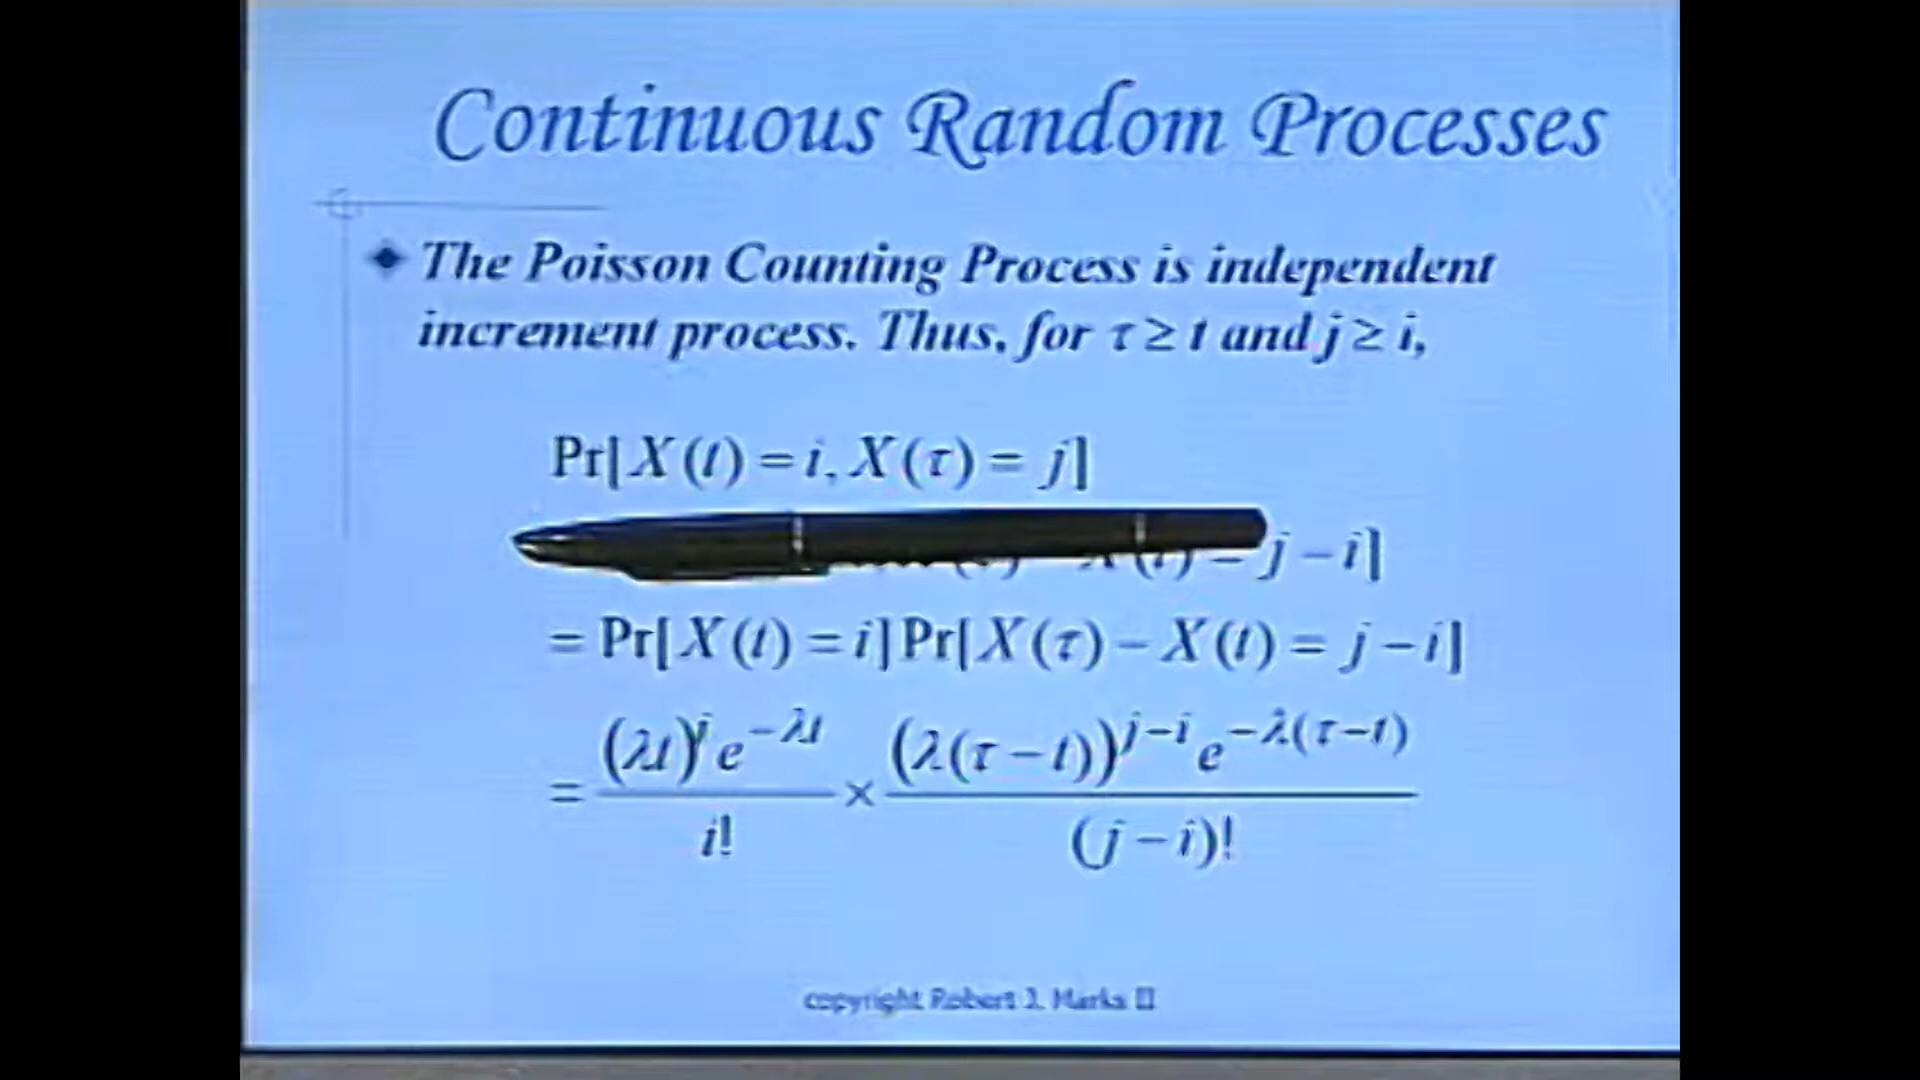 Continuous Random Processes
The Poisson Counting Process is independent
increment process. Thus, for τ ≥ t and j ≥ i,
Pr[X(t) = i, X(τ) = j]
j − i]
= Pr[X(t) = i] Pr[X(τ) − X(t) = j − i]
= (λt)^i e^{−λt} / i! × (λ(τ − t))^{j−i} e^{−λ(τ−t)} / (j − i)!
copyright Robert J. Marks II